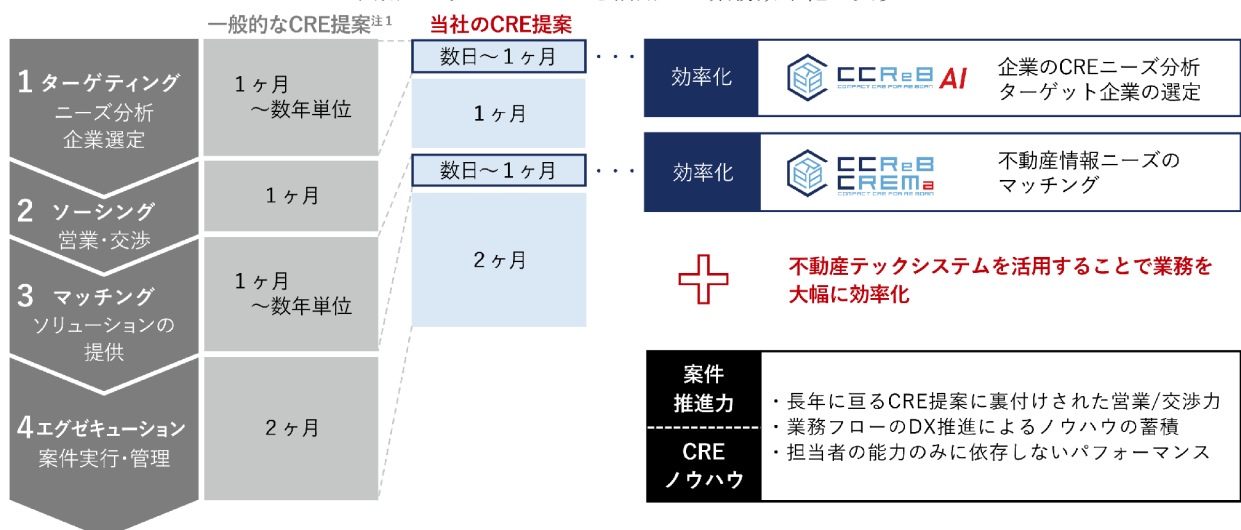 一般的なCRE提案注1
当社のCRE提案
1 ターゲティング
ニーズ分析
企業選定
2 ソーシング
営業・交渉
3 マッチング
ソリューションの
提供
4 エグゼキューション
案件実行・管理
1ヶ月
～数年単位
1ヶ月
1ヶ月
～数年単位
2ヶ月
数日～1ヶ月
1ヶ月
数日～1ヶ月
2ヶ月
・・・
・・・
効率化
CCReB AI
COMPACT CRE FOR RE BORN
企業のCREニーズ分析
ターゲット企業の選定
効率化
CCReB
CREMa
COMPACT CRE FOR RE BORN
不動産情報ニーズの
マッチング
不動産テックシステムを活用することで業務を
大幅に効率化
案件
推進力
CRE
ノウハウ
・長年に亘るCRE提案に裏付けされた営業/交渉力
・業務フローのDX推進によるノウハウの蓄積
・担当者の能力のみに依存しないパフォーマンス